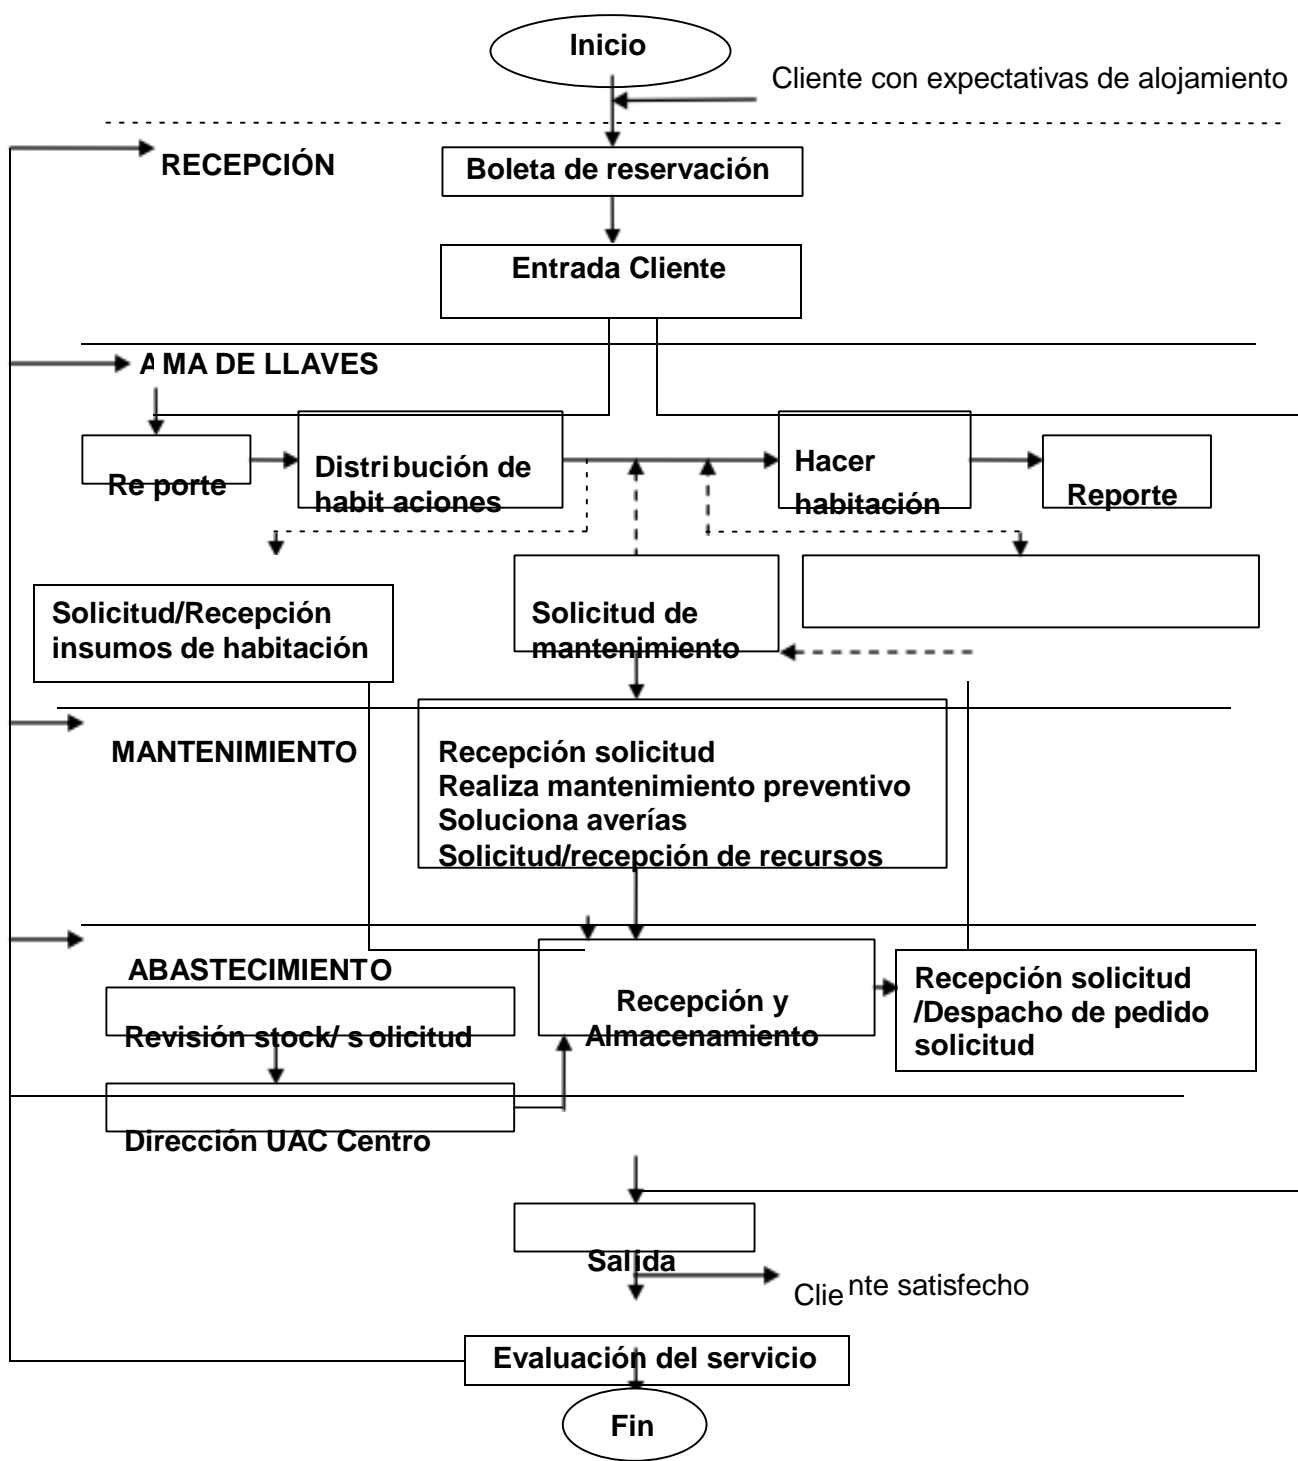 Inicio
Cliente con expectativas de alojamiento
RECEPCIÓN
Boleta de reservación
Entrada Cliente
AMA DE LLAVES
Reporte
Distribución de
habitaciones
Hacer
habitación
Reporte
Solicitud/Recepción
insumos de habitación
Solicitud de
mantenimiento
MANTENIMIENTO
Recepción solicitud
Realiza mantenimiento preventivo
Soluciona averías
Solicitud/recepción de recursos
ABASTECIMIENTO
Revisión stock/ solicitud
Recepción y
Almacenamiento
Recepción solicitud
/Despacho de pedido
solicitud
Dirección UAC Centro
Salida
Cliente satisfecho
Evaluación del servicio
Fin